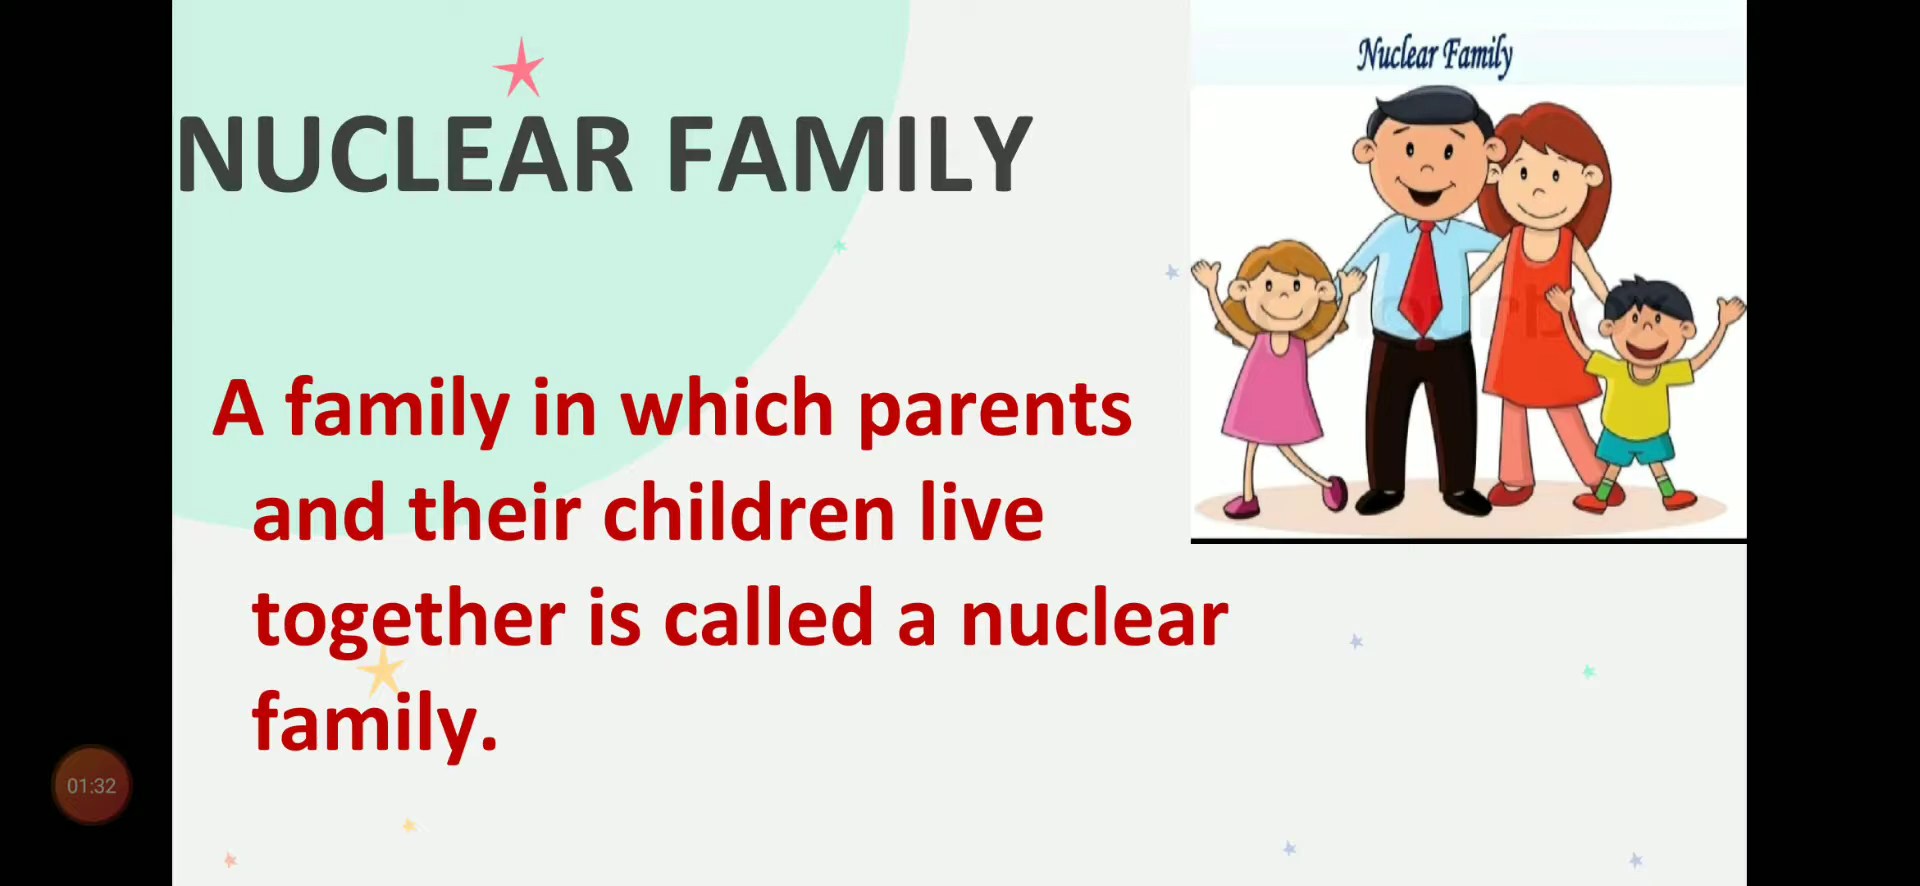 NUCLEAR FAMILY
Nuclear Family
A family in which parents
and their children live
together is called a nuclear
family.
01:32